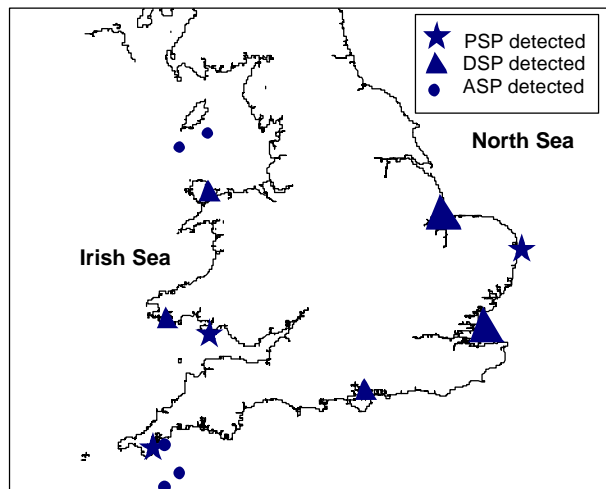 PSP detected
DSP detected
ASP detected
North Sea
Irish Sea